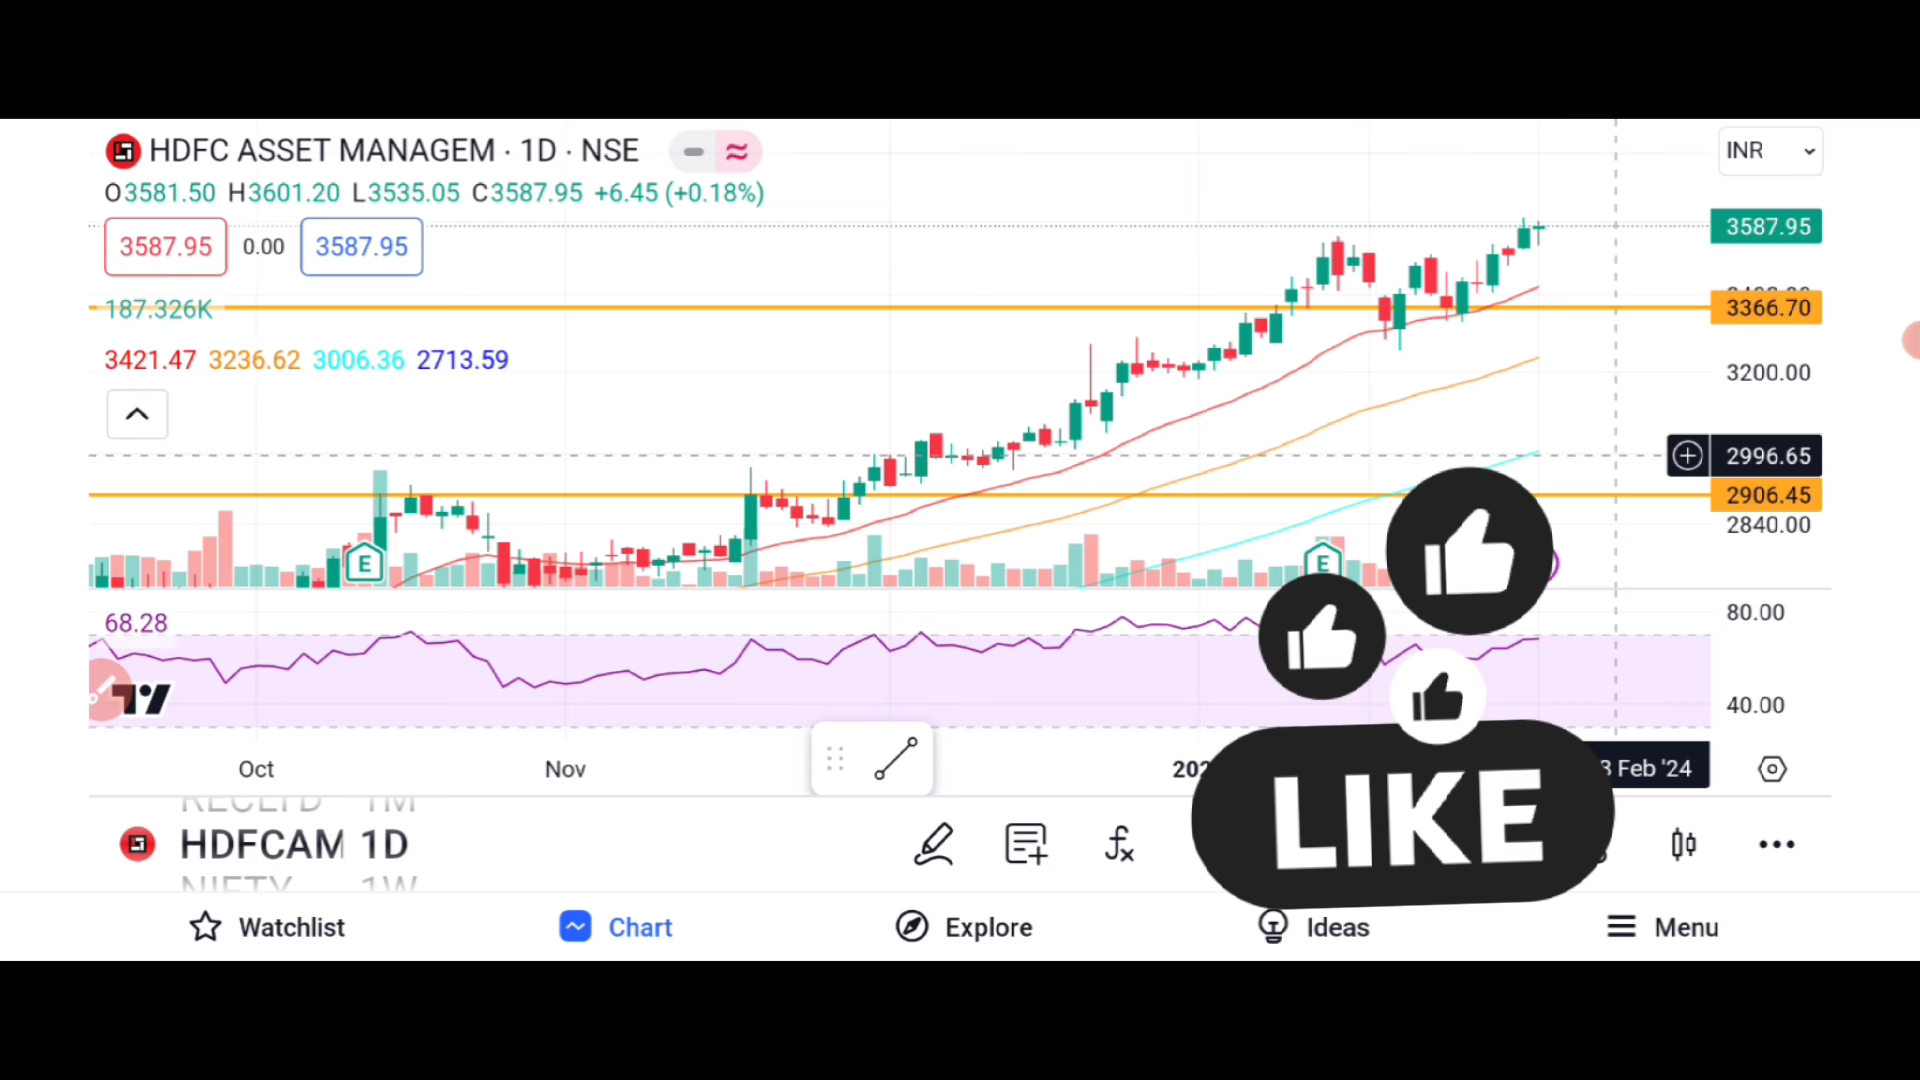 HDFC ASSET MANAGEM · 1D · NSE
INR
O3581.50 H3601.20 L3535.05 C3587.95 +6.45 (+0.18%)
3587.95 0.00 3587.95
3587.95
187.326K
3366.70
3421.47 3236.62 3006.36 2713.59
3200.00
2996.65
2906.45
2840.00
E
E
68.28
80.00
40.00
Oct
Nov
Feb '24
1M
HDFCAM 1D
NIFTY 1W
LIKE
Watchlist
Chart
Explore
Ideas
Menu